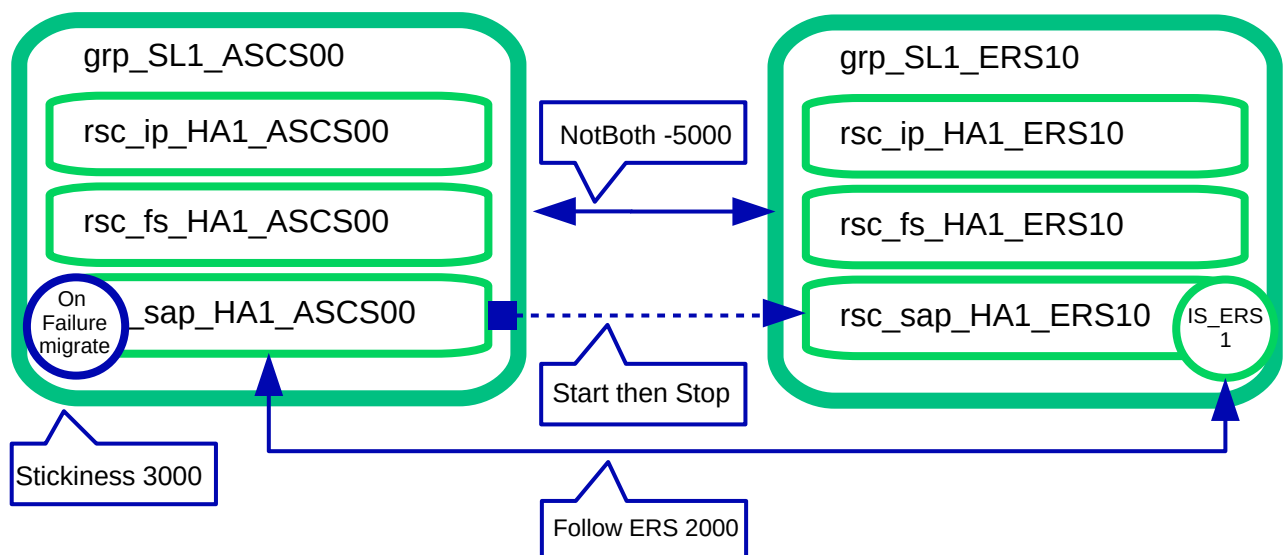 grp_SL1_ASCS00
rsc_ip_HA1_ASCS00
rsc_fs_HA1_ASCS00
On
Failure
migrate
_sap_HA1_ASCS00
Stickiness 3000
NotBoth -5000
Start then Stop
Follow ERS 2000
grp_SL1_ERS10
rsc_ip_HA1_ERS10
rsc_fs_HA1_ERS10
rsc_sap_HA1_ERS10
IS_ERS
1